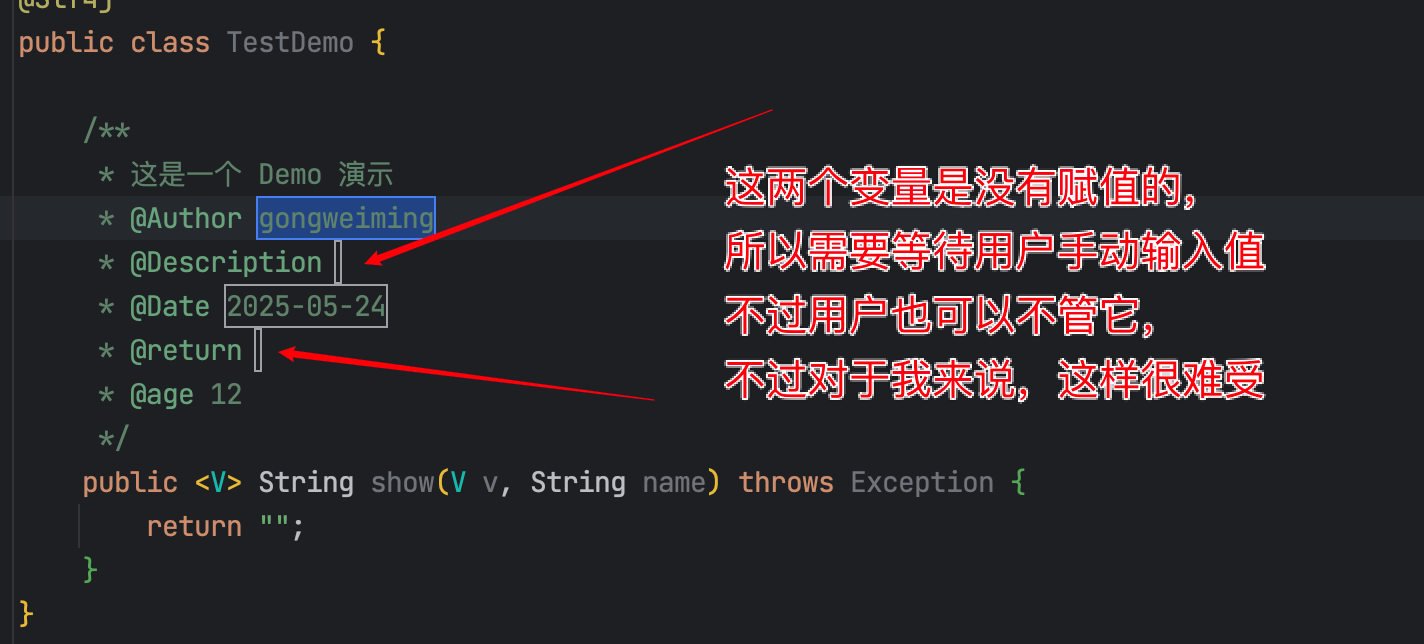 @Slf4j
public class TestDemo {
/**
* 这是一个 Demo 演示
* @Author gongweiming
* @Description
* @Date 2025-05-24
* @return
* @age 12
*/
public <V> String show(V v, String name) throws Exception {
return "";
}
}
这两个变量是没有赋值的，
所以需要等待用户手动输入值
不过用户也可以不管它，
不过对于我来说，这样很难受